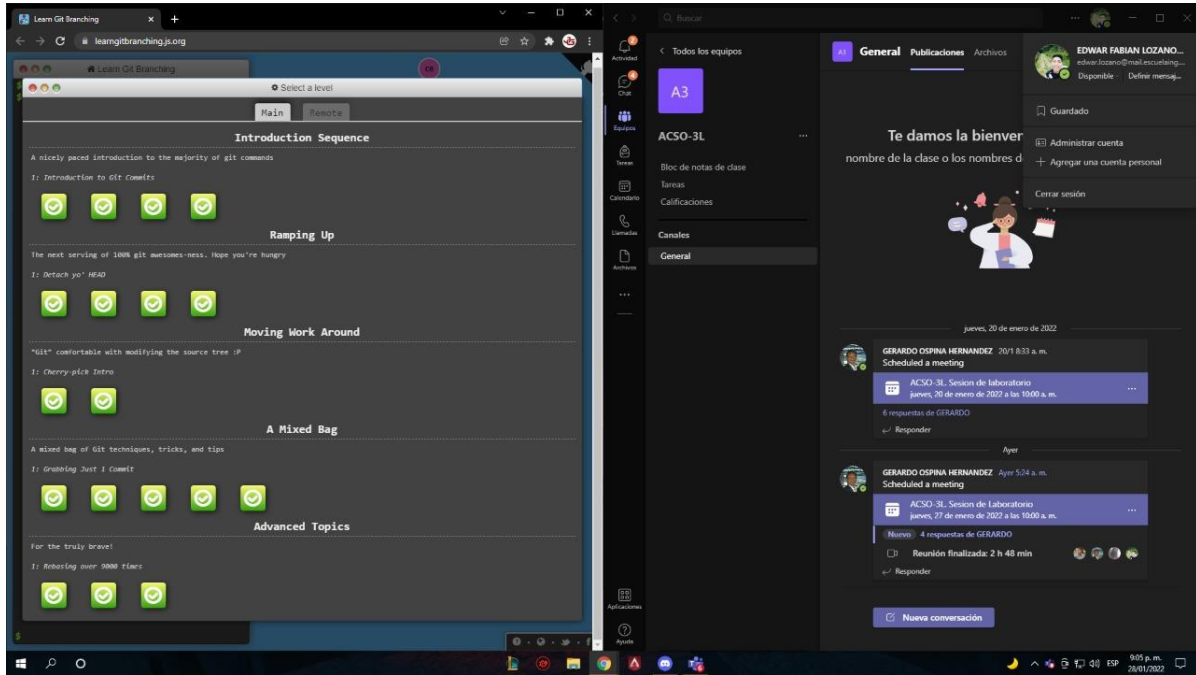 Learn Git Branching
learngitbranching.js.org
Learn Git Branching
CB
Select a level
Main
Remote
Introduction Sequence
A nicely paced introduction to the majority of git commands
1: Introduction to Git Commits
Ramping Up
The next serving of 100% git awesomes-ness. Hope you're hungry
1: Detach yo' HEAD
Moving Work Around
"Git" comfortable with modifying the source tree :P
1: Cherry-pick Intro
A Mixed Bag
A mixed bag of Git techniques, tricks, and tips
1: Grabbing Just 1 Commit
Advanced Topics
For the truly brave!
1: Rebasing over 9000 times
$
Buscar
Actividad
Chat
Equipos
Tareas
Calendario
Llamadas
Archivos
Aplicaciones
Ayuda
Todos los equipos
A3
ACSO-3L
Bloc de notas de clase
Tareas
Calificaciones
Canales
General
A3 General Publicaciones Archivos
EDWAR FABIAN LOZANO...
edwar.lozano@mail.escuelaing....
Disponible Definir mensaj...
Guardado
Administrar cuenta
Agregar una cuenta personal
Cerrar sesión
Te damos la bienver
nombre de la clase o los nombres d
jueves, 20 de enero de 2022
GERARDO OSPINA HERNANDEZ 20/1 8:33 a. m.
Scheduled a meeting
ACSO-3L. Sesion de laboratorio
jueves, 20 de enero de 2022 a las 10:00 a. m.
6 respuestas de GERARDO
Responder
Ayer
GERARDO OSPINA HERNANDEZ Ayer 5:24 a. m.
Scheduled a meeting
ACSO-3L. Sesion de Laboratorio
jueves, 27 de enero de 2022 a las 10:00 a. m.
Nuevo 4 respuestas de GERARDO
Reunión finalizada: 2 h 48 min
Responder
Nueva conversación
ESP
9:05 p. m.
28/01/2022